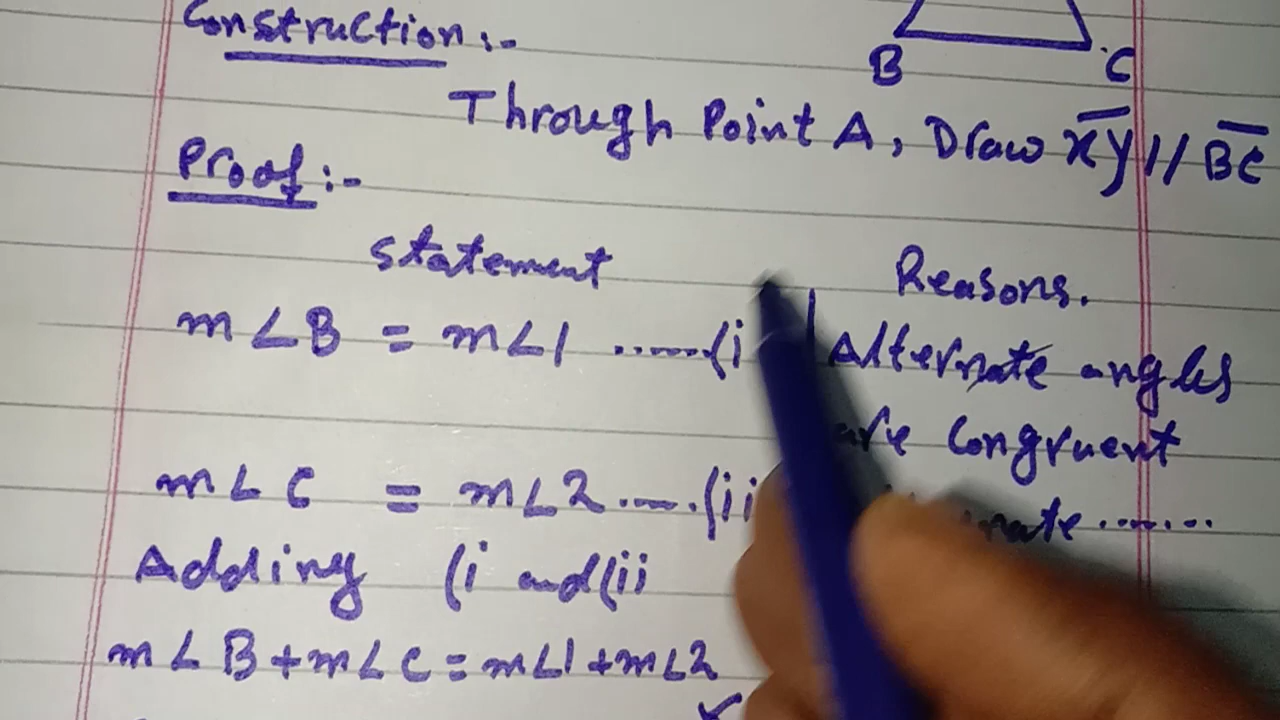 Construction :-
B C
Through Point A, Draw XY // BC
Proof :-
Statement Reasons.
m∠B = m∠1 ......(i Alternate angles
are Congruent
m∠C = m∠2 .....(ii ......
Adding (i and (ii
m∠B + m∠C = m∠1 + m∠2